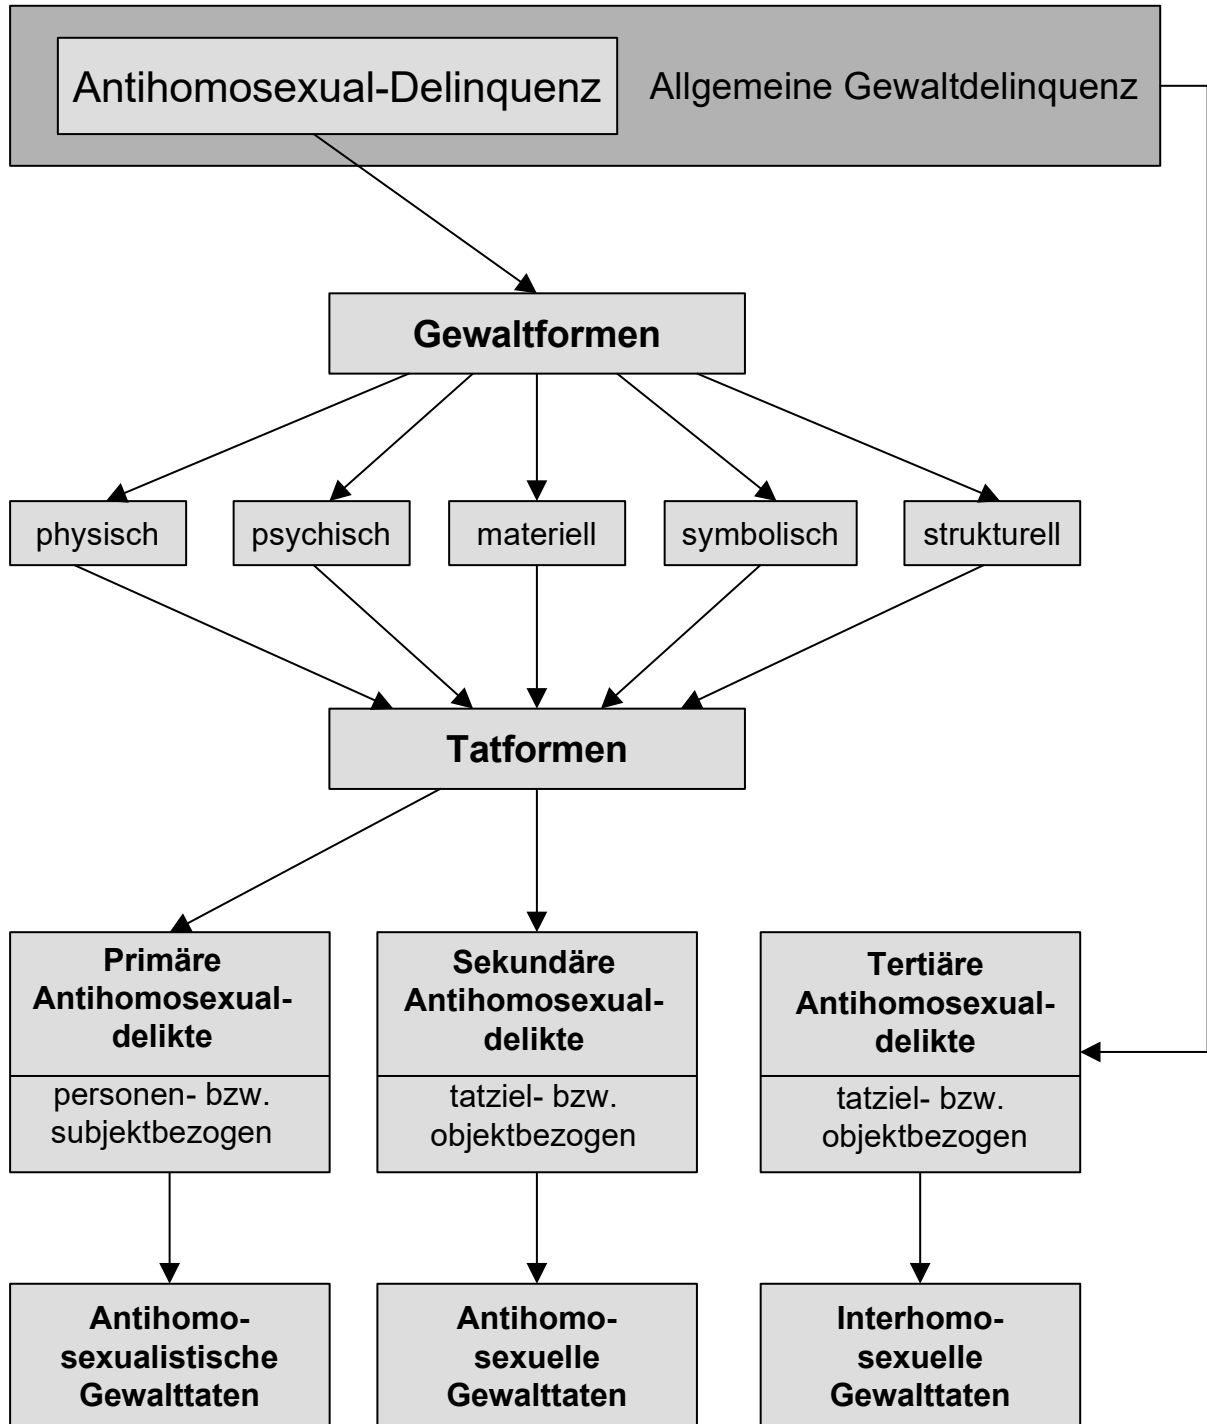 Antihomosexual-Delinquenz
Allgemeine Gewaltdelinquenz
Gewaltformen
physisch
psychisch
materiell
symbolisch
strukturell
Tatformen
Primäre
Antihomosexual-
delikte
personen- bzw.
subjektbezogen
Sekundäre
Antihomosexual-
delikte
tatziel- bzw.
objektbezogen
Tertiäre
Antihomosexual-
delikte
tatziel- bzw.
objektbezogen
Antihomo-
sexualistische
Gewalttaten
Antihomo-
sexuelle
Gewalttaten
Interhomo-
sexuelle
Gewalttaten